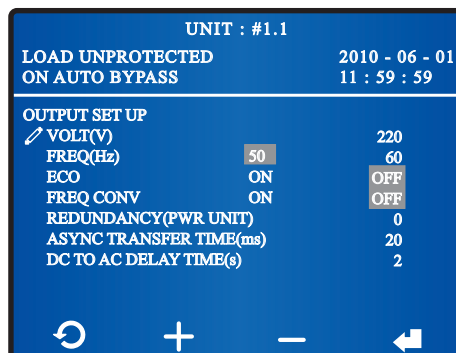 UNIT : #1.1
LOAD UNPROTECTED 2010 - 06 - 01
ON AUTO BYPASS 11 : 59 : 59
OUTPUT SET UP
VOLT(V) 220
FREQ(Hz) 50 60
ECO ON OFF
FREQ CONV ON OFF
REDUNDANCY(PWR UNIT) 0
ASYNC TRANSFER TIME(ms) 20
DC TO AC DELAY TIME(s) 2